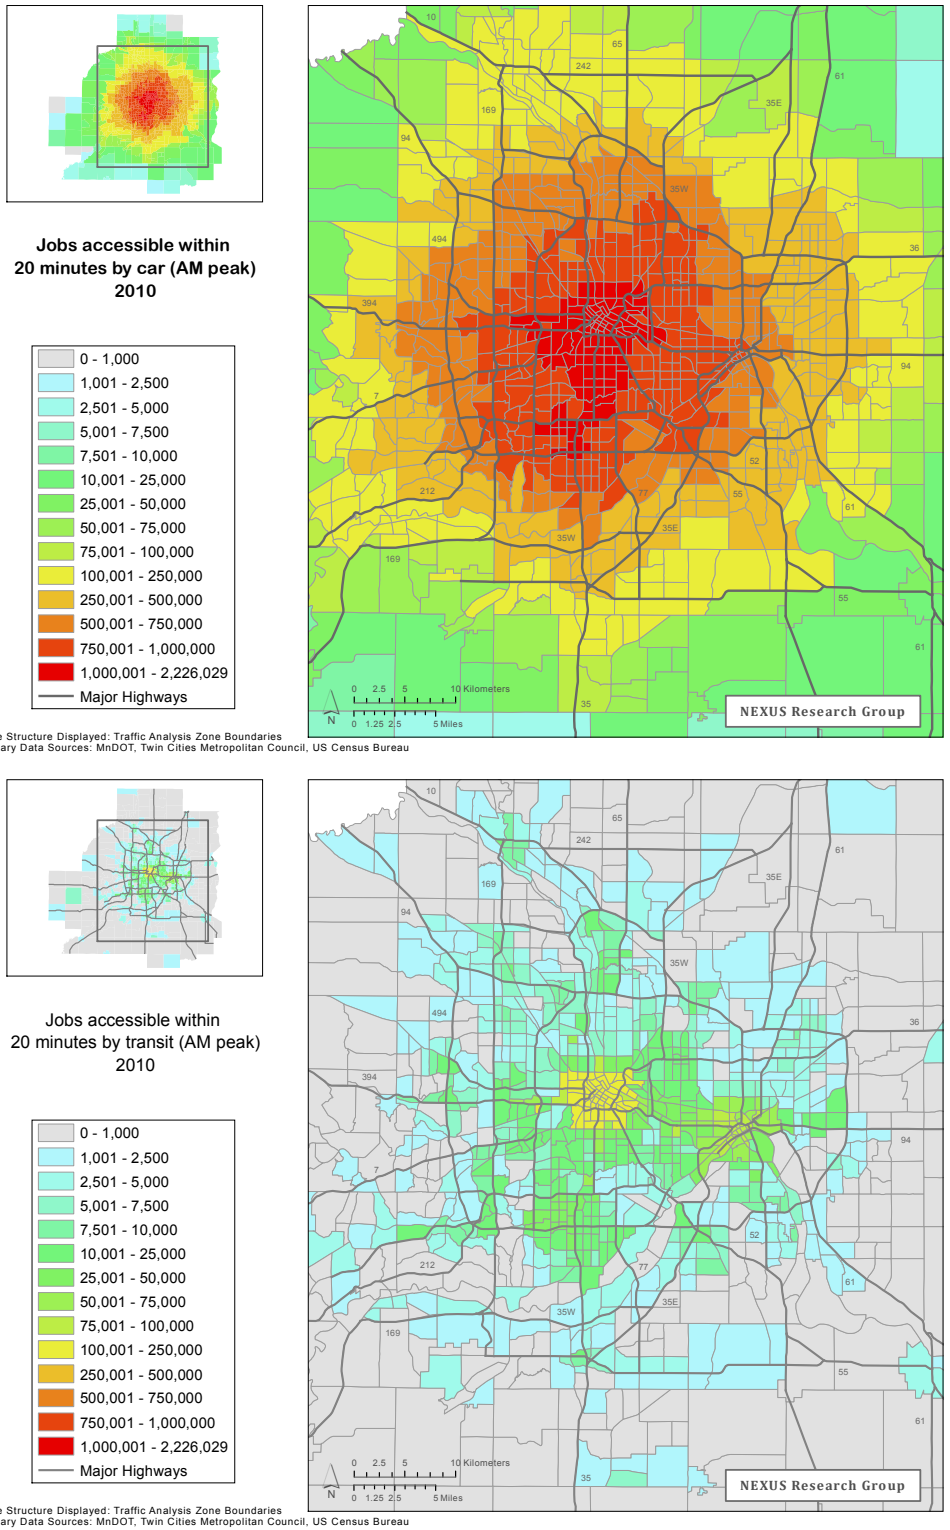 Jobs accessible within
20 minutes by car (AM peak)
2010
0 - 1,000
1,001 - 2,500
2,501 - 5,000
5,001 - 7,500
7,501 - 10,000
10,001 - 25,000
25,001 - 50,000
50,001 - 75,000
75,001 - 100,000
100,001 - 250,000
250,001 - 500,000
500,001 - 750,000
750,001 - 1,000,000
1,000,001 - 2,226,029
Major Highways
10
65
242
61
169
35E
94
35W
494
36
394
94
7
52
212
77
55
61
35E
35W
169
55
61
35
0 2.5 5 10 Kilometers
N
0 1.25 2.5 5 Miles
NEXUS Research Group
e Structure Displayed: Traffic Analysis Zone Boundaries
ary Data Sources: MnDOT, Twin Cities Metropolitan Council, US Census Bureau
Jobs accessible within
20 minutes by transit (AM peak)
2010
0 - 1,000
1,001 - 2,500
2,501 - 5,000
5,001 - 7,500
7,501 - 10,000
10,001 - 25,000
25,001 - 50,000
50,001 - 75,000
75,001 - 100,000
100,001 - 250,000
250,001 - 500,000
500,001 - 750,000
750,001 - 1,000,000
1,000,001 - 2,226,029
Major Highways
10
65
242
61
169
35E
94
35W
494
36
394
94
7
52
212
77
61
35E
35W
169
55
61
35
0 2.5 5 10 Kilometers
N
0 1.25 2.5 5 Miles
NEXUS Research Group
e Structure Displayed: Traffic Analysis Zone Boundaries
ary Data Sources: MnDOT, Twin Cities Metropolitan Council, US Census Bureau